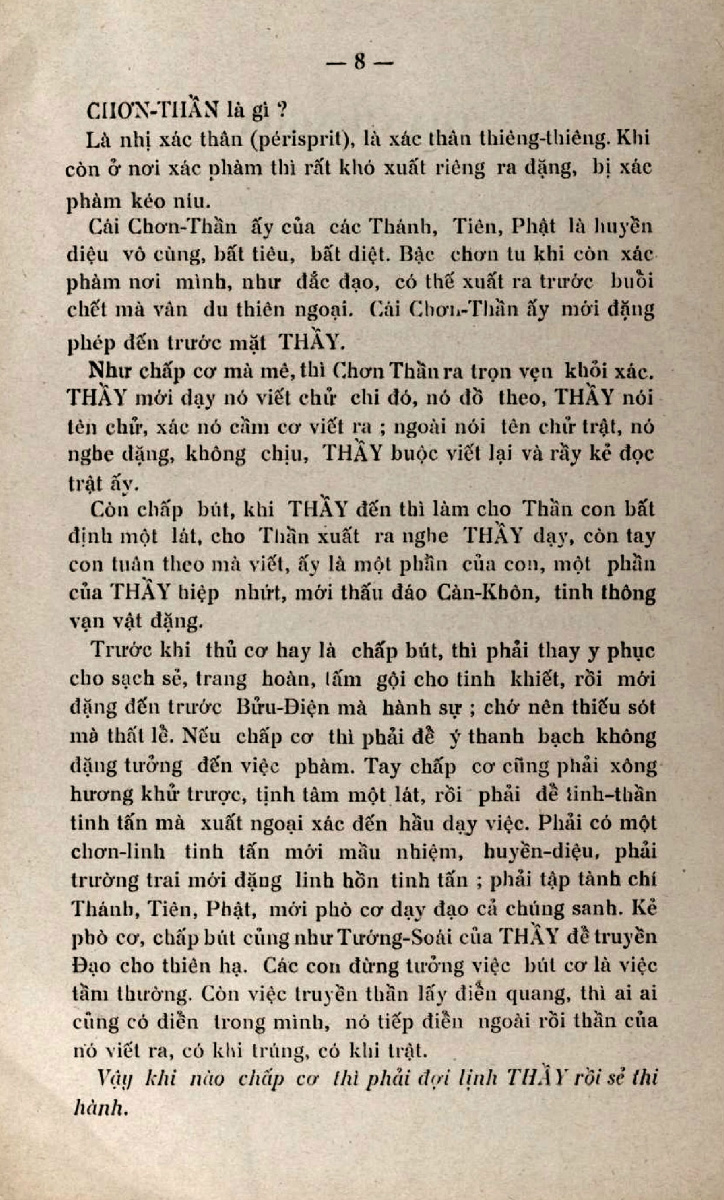 — 8 —
CHƠN-THẦN là gì ?
Là nhị xác thân (périsprit), là xác thân thiêng-thiêng. Khi
còn ở nơi xác phàm thì rất khó xuất riêng ra dặng, bị xác
phàm kéo níu.
Cái Chơn-Thần ấy của các Thánh, Tiên, Phật là huyền
diệu vô cùng, bất tiêu, bất diệt. Bậc chơn tu khi còn xác
phàm nơi mình, như đắc đạo, có thể xuất ra trước buổi
chết mà vân du thiên ngoại. Cái Chơn-Thần ấy mới đặng
phép đến trước mặt THẦY.
Như chấp cơ mà mê, thì Chơn Thần ra trọn vẹn khỏi xác.
THẦY mới dạy nó viết chử chi đó, nó dồ theo, THẦY nói
tên chử, xác nó cầm cơ viết ra ; ngoài nói tên chử trật, nó
nghe dặng, không chịu, THẦY buộc viết lại và rầy kẻ đọc
trật ấy.
Còn chấp bút, khi THẦY đến thì làm cho Thần con bất
định một lát, cho Thần xuất ra nghe THẦY dạy, còn tay
con tuân theo mà viết, ấy là một phần của con, một phần
của THẦY hiệp nhứt, mới thấu đáo Càn-Khôn, tinh thông
vạn vật đặng.
Trước khi thủ cơ hay là chấp bút, thì phải thay y phục
cho sạch sẻ, trang hoàn, tấm gội cho tinh khiết, rồi mới
đặng đến trước Bửu-Điện mà hành sự ; chớ nên thiếu sót
mà thất lể. Nếu chấp cơ thì phải để ý thanh bạch không
dặng tưởng đến việc phàm. Tay chấp cơ cũng phải xông
hương khử trược, tịnh tâm một lát, rồi phải để tinh-thần
tinh tấn mà xuất ngoại xác đến hầu dạy việc. Phải có một
chơn-linh tinh tấn mới mầu nhiệm, huyền-diệu, phải
trường trai mới đặng linh hồn tinh tấn ; phải tập tành chí
Thánh, Tiên, Phật, mới phò cơ dạy đạo cả chúng sanh. Kẻ
phò cơ, chấp bút củng như Tướng-Soái của THẦY để truyền
Đạo cho thiên hạ. Các con đừng tưởng việc bút cơ là việc
tầm thường. Còn việc truyền thần lấy điển quang, thì ai ai
củng có diển trong mình, nó tiếp điển ngoài rồi thần của
nó viết ra, có khi trúng, có khi trật.
Vậy khi nào chấp cơ thì phải đợi lịnh THẦY rồi sẻ thi
hành.